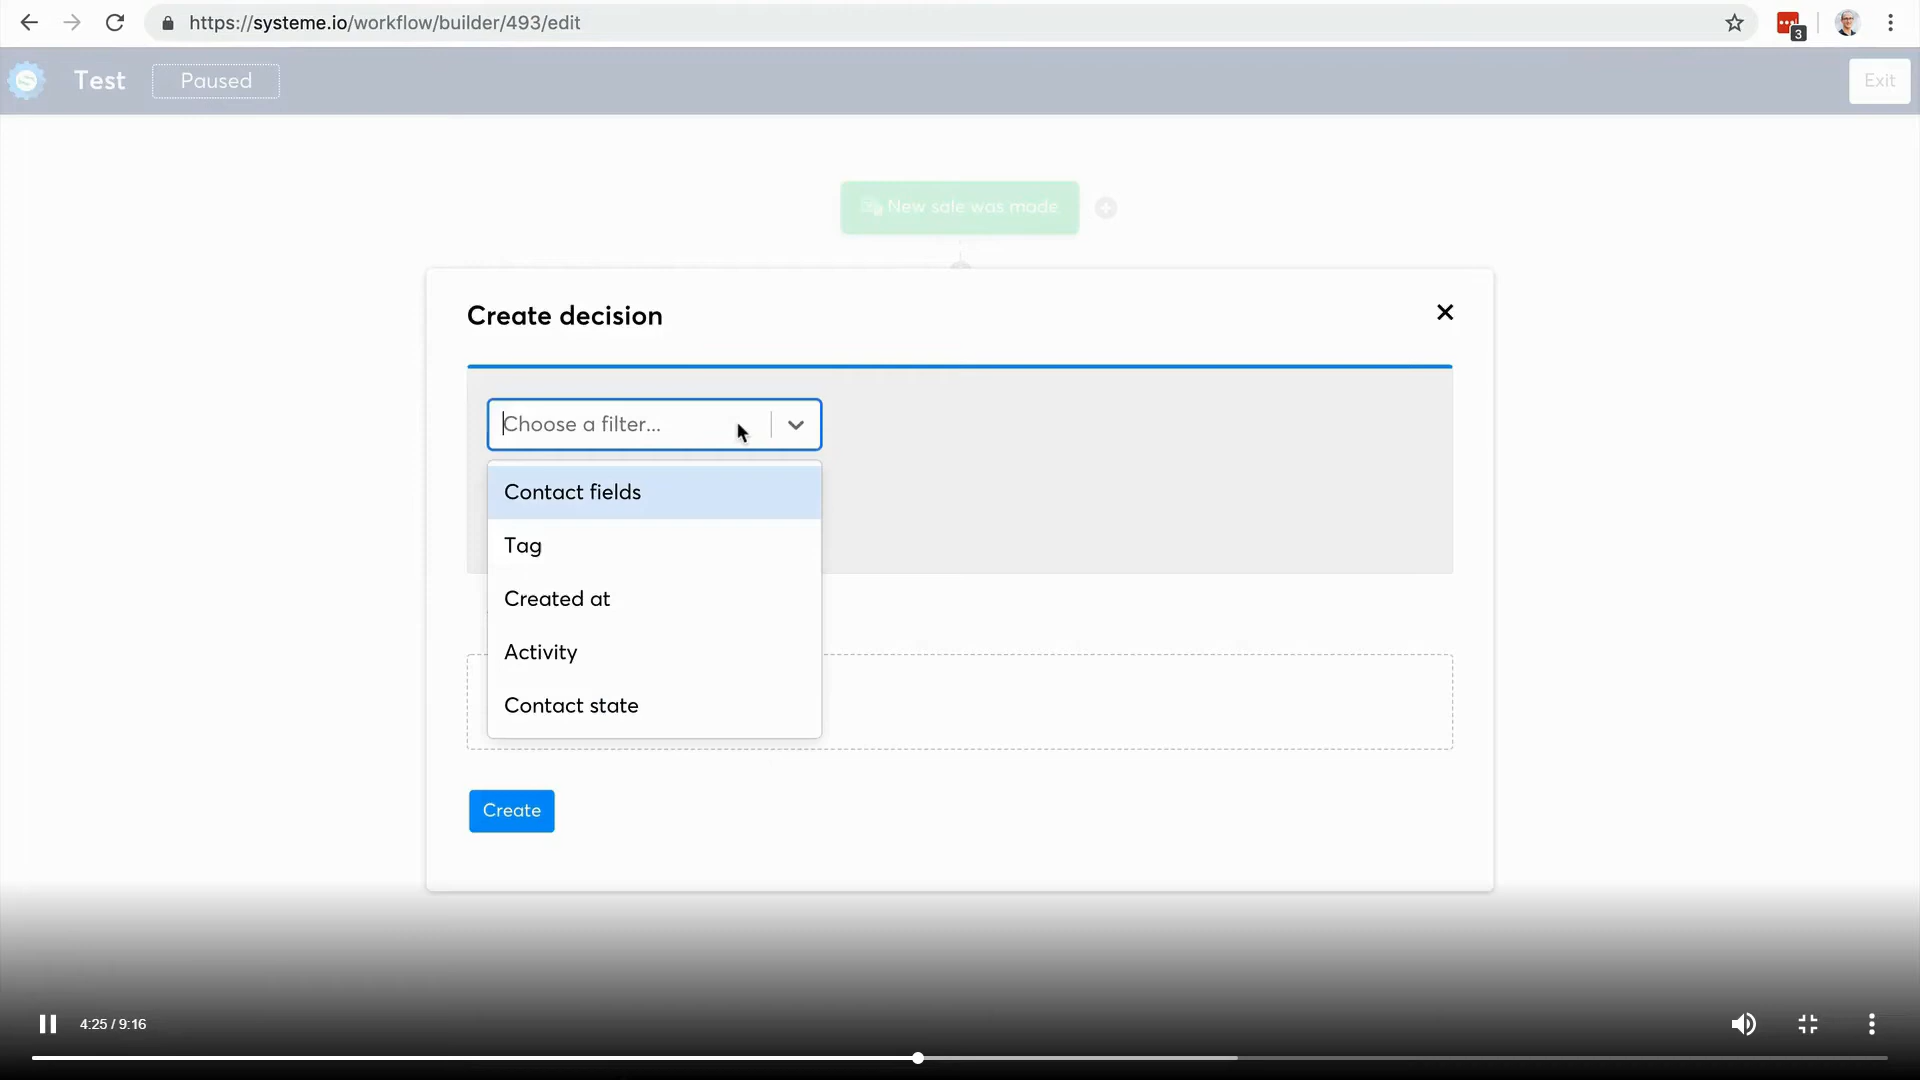 https://systeme.io/workflow/builder/493/edit
3
Test
Paused
Exit
New sale was made
Create decision
Choose a filter...
Contact fields
Tag
Created at
Activity
Contact state
Create
4:25 / 9:16